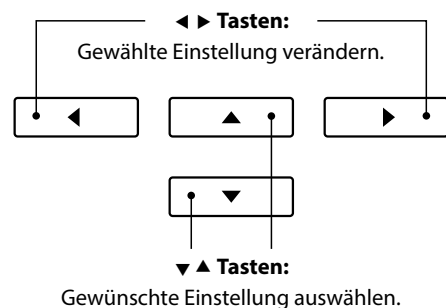 ◀ ▶ Tasten:
Gewählte Einstellung verändern.
▼ ▲ Tasten:
Gewünschte Einstellung auswählen.